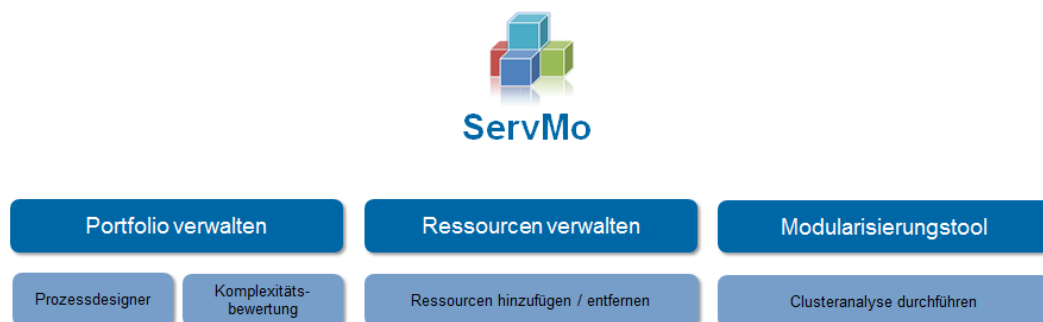 ServMo
Portfolio verwalten
Ressourcen verwalten
Modularisierungstool
Prozessdesigner
Komplexitäts-
bewertung
Ressourcen hinzufügen / entfernen
Clusteranalyse durchführen